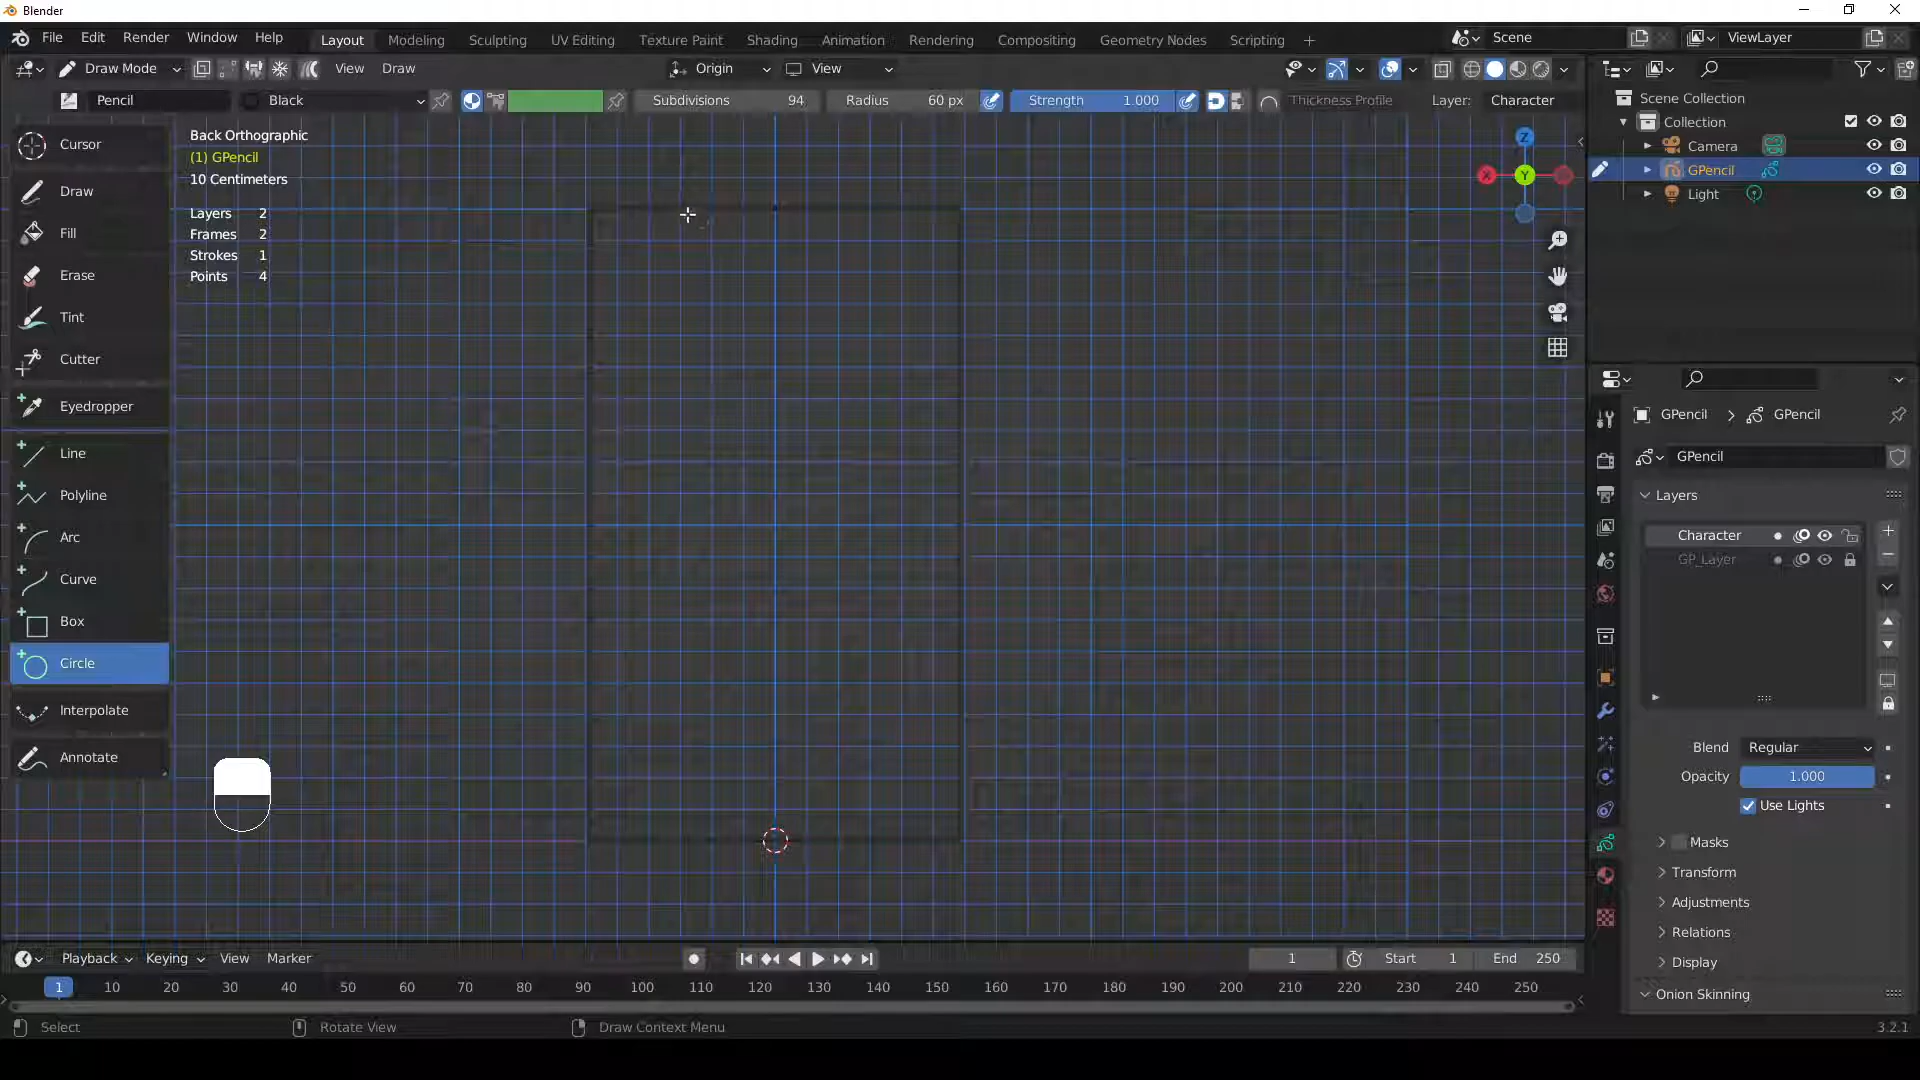 Blender
File Edit Render Window Help
Layout Modeling Sculpting UV Editing Texture Paint Shading Animation Rendering Compositing Geometry Nodes Scripting +
Scene
ViewLayer
Draw Mode View Draw
Origin View
Pencil Black Subdivisions 94 Radius 60 px Strength 1.000 Thickness Profile Layer: Character
Cursor
Draw
Fill
Erase
Tint
Cutter
Eyedropper
Line
Polyline
Arc
Curve
Box
Circle
Interpolate
Annotate
Back Orthographic
(1) GPencil
10 Centimeters
Layers 2
Frames 2
Strokes 1
Points 4
Z
X Y
Scene Collection
Collection
Camera
GPencil
Light
GPencil > GPencil
GPencil
Layers
Character
GP_Layer
Blend Regular
Opacity 1.000
Use Lights
Masks
Transform
Adjustments
Relations
Display
Onion Skinning
Playback Keying View Marker
1 Start 1 End 250
1 10 20 30 40 50 60 70 80 90 100 110 120 130 140 150 160 170 180 190 200 210 220 230 240 250
Select Rotate View Draw Context Menu 3.2.1